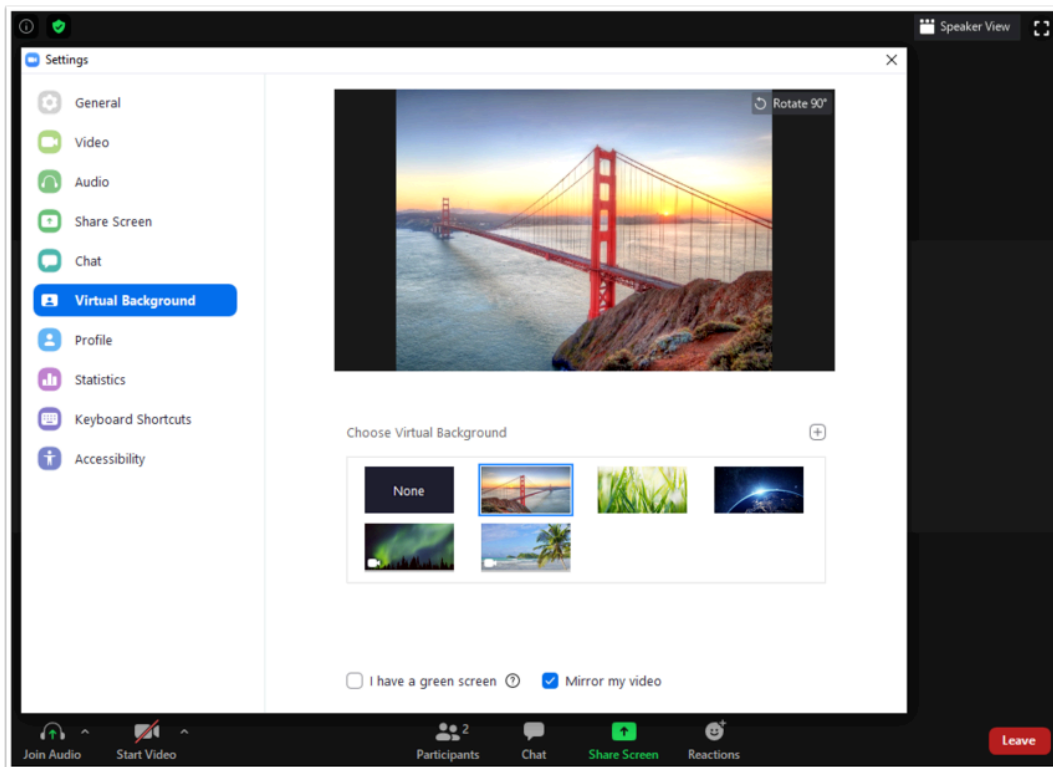 Speaker View
Settings
General
Video
Audio
Share Screen
Chat
Virtual Background
Profile
Statistics
Keyboard Shortcuts
Accessibility
Rotate 90°
Choose Virtual Background
None
I have a green screen
Mirror my video
Join Audio
Start Video
2
Participants
Chat
Share Screen
Reactions
Leave